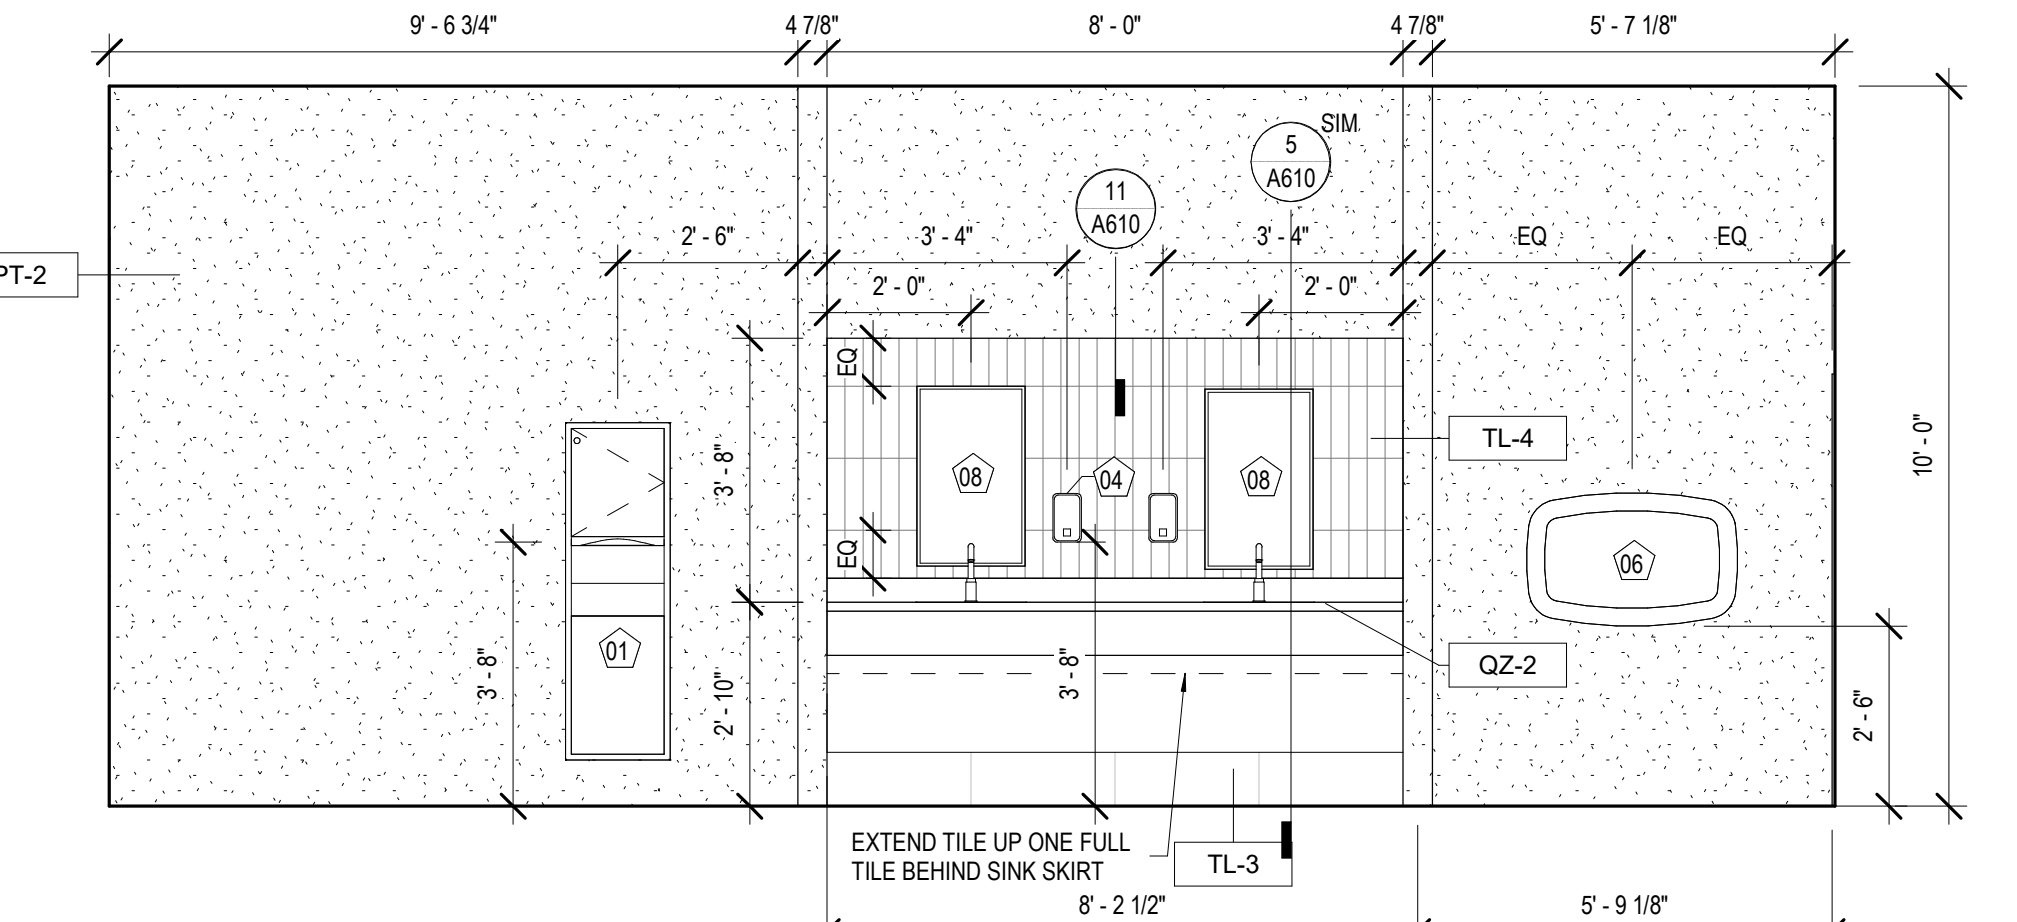 9' - 6 3/4"
4 7/8"
8' - 0"
4 7/8"
5' - 7 1/8"
SIM
5
A610
11
A610
2' - 6"
3' - 4"
3' - 4"
EQ
EQ
PT-2
2' - 0"
2' - 0"
EQ
TL-4
10' - 0"
3' - 8"
08
04
08
EQ
06
01
3' - 8"
2' - 10"
3' - 8"
QZ-2
2' - 6"
EXTEND TILE UP ONE FULL
TILE BEHIND SINK SKIRT
TL-3
8' - 2 1/2"
5' - 9 1/8"